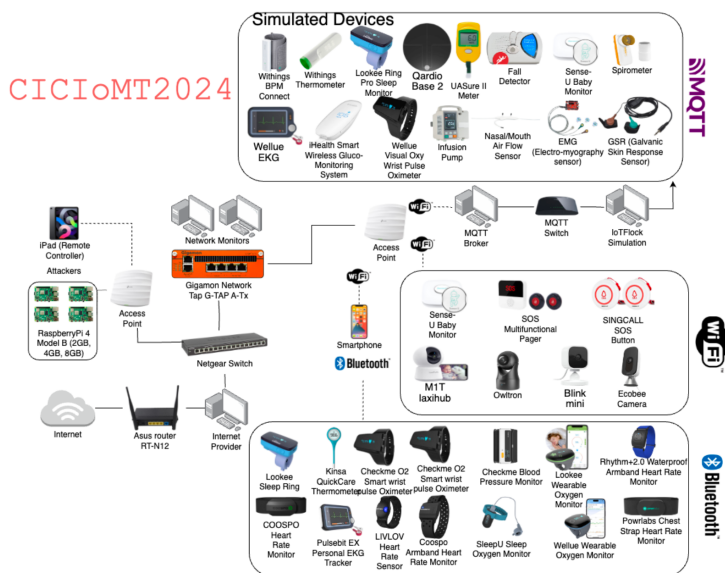 Simulated Devices
CICIoMT2024
Withings
BPM
Connect
Withings
Thermometer
Lookee Ring
Pro Sleep
Monitor
Qardio
Base 2
UASure II
Meter
Fall
Detector
Sense-
U Baby
Monitor
Spirometer
MQTT
Wellue
EKG
iHealth Smart
Wireless Gluco-
Monitoring
System
Wellue
Visual Oxy
Wrist Pulse
Oximeter
Infusion
Pump
Nasal/Mouth
Air Flow
Sensor
EMG
(Electro-myography
sensor)
GSR (Galvanic
Skin Response
Sensor)
iPad (Remote
Controller)
Attackers
Network Monitors
Gigamon Network
Tap G-TAP A-Tx
WiFi
Access
Point
WiFi
MQTT
Broker
MQTT
Switch
IoTFlock
Simulation
RaspberryPi 4
Model B (2GB,
4GB, 8GB)
Access
Point
Netgear Switch
WiFi
Smartphone
Bluetooth
Sense-
U Baby
Monitor
SOS
Multifunctional
Pager
SINGCALL
SOS
Button
M1T
laxihub
Owltron
Blink
mini
Ecobee
Camera
WiFi
Internet
Asus router
RT-N12
Internet
Provider
Lookee
Sleep Ring
Kinsa
QuickCare
Thermometer
Checkme O2
Smart wrist
pulse Oximeter
Checkme O2
Smart wrist
pulse Oximeter
Checkme Blood
Pressure Monitor
Lookee
Wearable
Oxygen
Monitor
Rhythm+2.0 Waterproof
Armband Heart Rate
Monitor
COOSPO
Heart
Rate
Monitor
Pulsebit EX
Personal EKG
Tracker
LIVLOV
Heart
Rate
Sensor
Coospo
Armband Heart
Rate Monitor
SleepU Sleep
Oxygen Monitor
Wellue Wearable
Oxygen Monitor
Powrlabs Chest
Strap Heart Rate
Monitor
Bluetooth